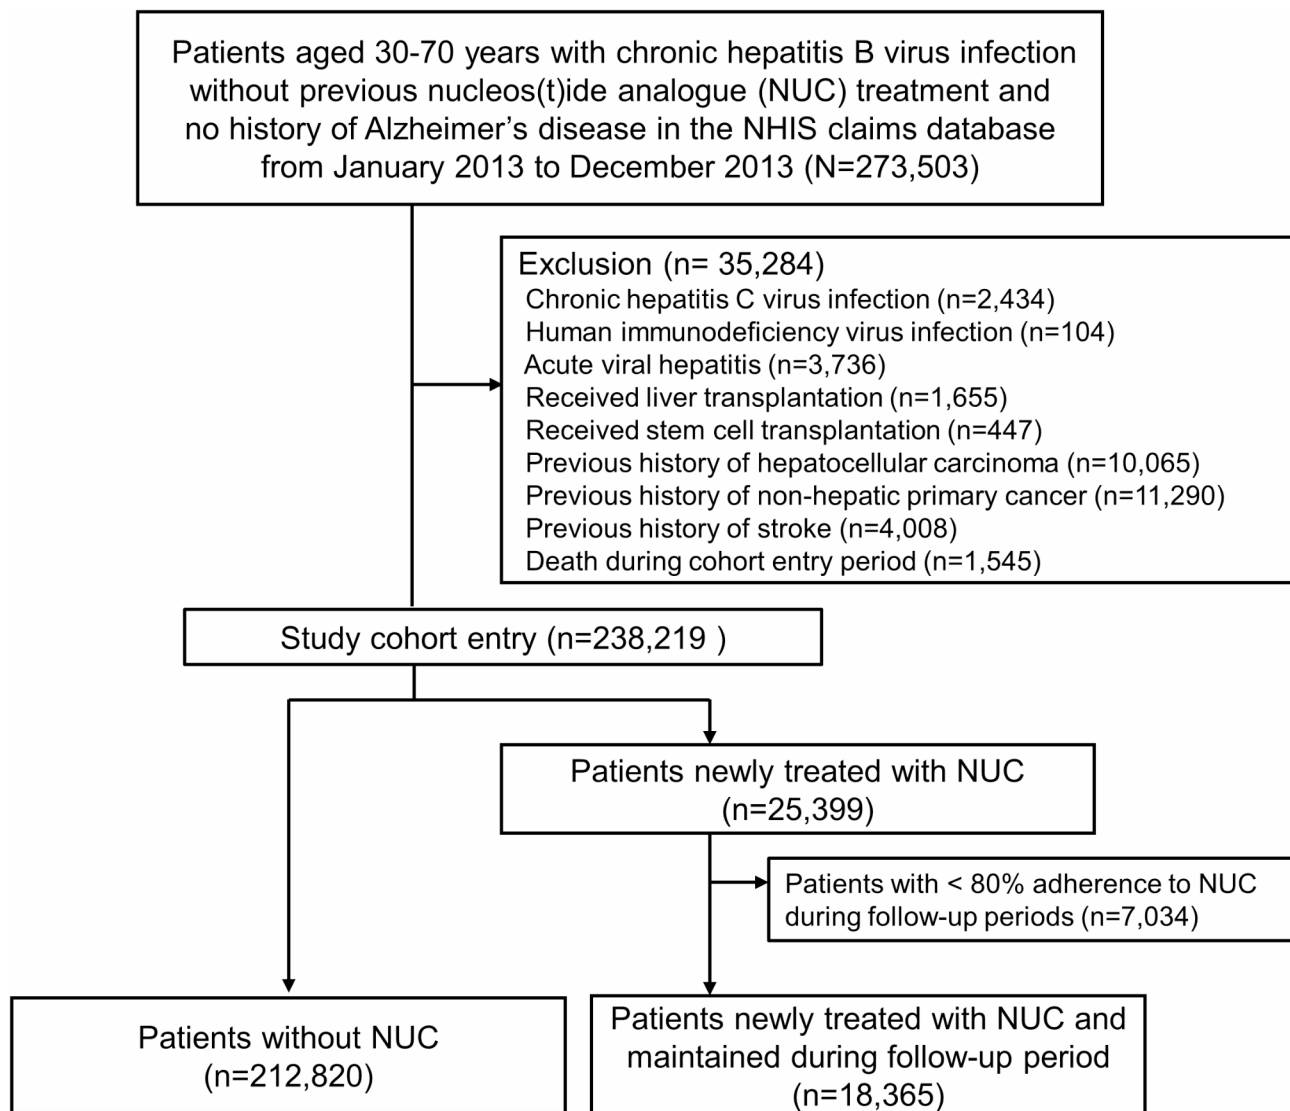 Patients aged 30-70 years with chronic hepatitis B virus infection
without previous nucleos(t)ide analogue (NUC) treatment and
no history of Alzheimer’s disease in the NHIS claims database
from January 2013 to December 2013 (N=273,503)
Exclusion (n= 35,284)
Chronic hepatitis C virus infection (n=2,434)
Human immunodeficiency virus infection (n=104)
Acute viral hepatitis (n=3,736)
Received liver transplantation (n=1,655)
Received stem cell transplantation (n=447)
Previous history of hepatocellular carcinoma (n=10,065)
Previous history of non-hepatic primary cancer (n=11,290)
Previous history of stroke (n=4,008)
Death during cohort entry period (n=1,545)
Study cohort entry (n=238,219 )
Patients newly treated with NUC
(n=25,399)
Patients with < 80% adherence to NUC
during follow-up periods (n=7,034)
Patients without NUC
(n=212,820)
Patients newly treated with NUC and
maintained during follow-up period
(n=18,365)